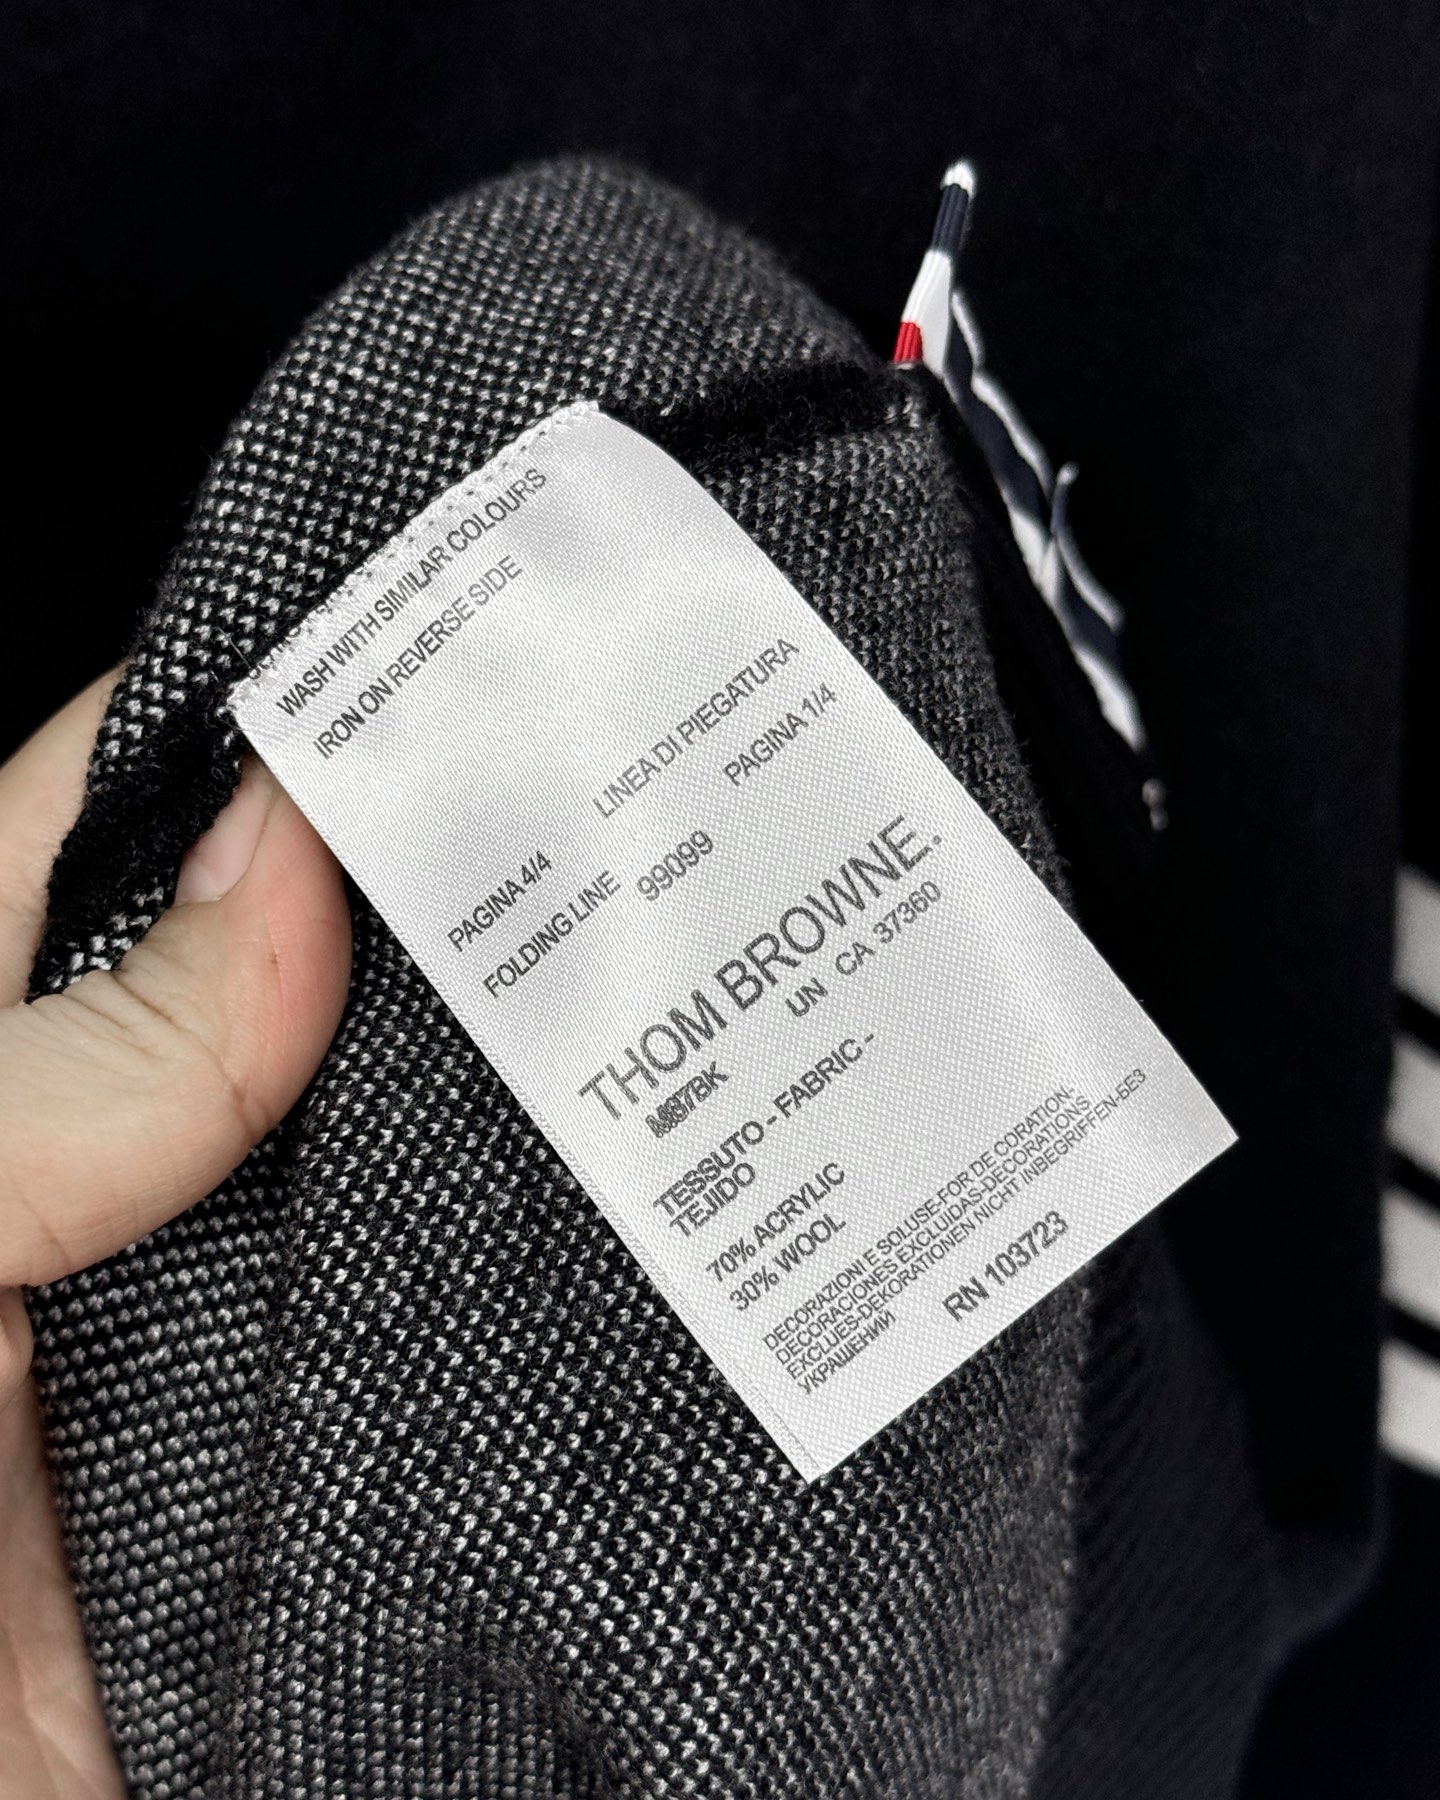 WASH WITH SIMILAR COLOURS
IRON ON REVERSE SIDE
LINEA DI PIEGATURA
PAGINA 4/4
PAGINA 1/4
FOLDING LINE
99099
THOM BROWNE.
UN CA 37360
TESSUTO - FABRIC -
TEJIDO
70% ACRYLIC
30% WOOL
DECORAZIONI E SOLUSE-FOR DE CORATION-
DECORACIONES EXCLUIDAS-DECORATIONS
EXCLUES-DEKORATIONEN NICHT INBEGRIFFEN-БЕЗ
УКРАШЕНИЙ
RN 103723